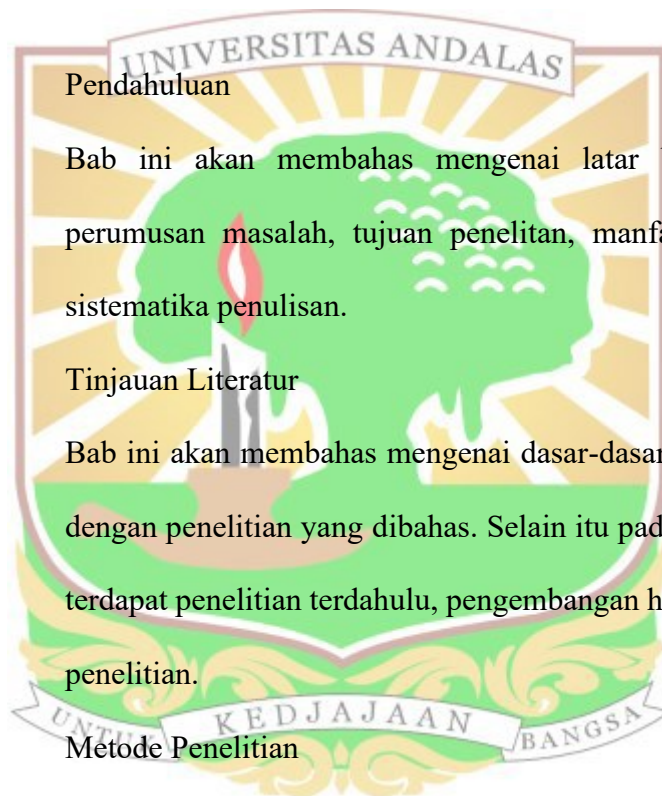 UNIVERSITAS ANDALAS
Pendahuluan
Bab ini akan membahas mengenai latar
perumusan masalah, tujuan penelitan,
sistematika penulisan.
Tinjauan Literatur
Bab ini akan membahas mengenai dasar-dasar
dengan penelitian yang dibahas. Selain itu
terdapat penelitian terdahulu, pengembangan
penelitian.
UNTUK KEDJAJAAN BANGSA
Metode Penelitian